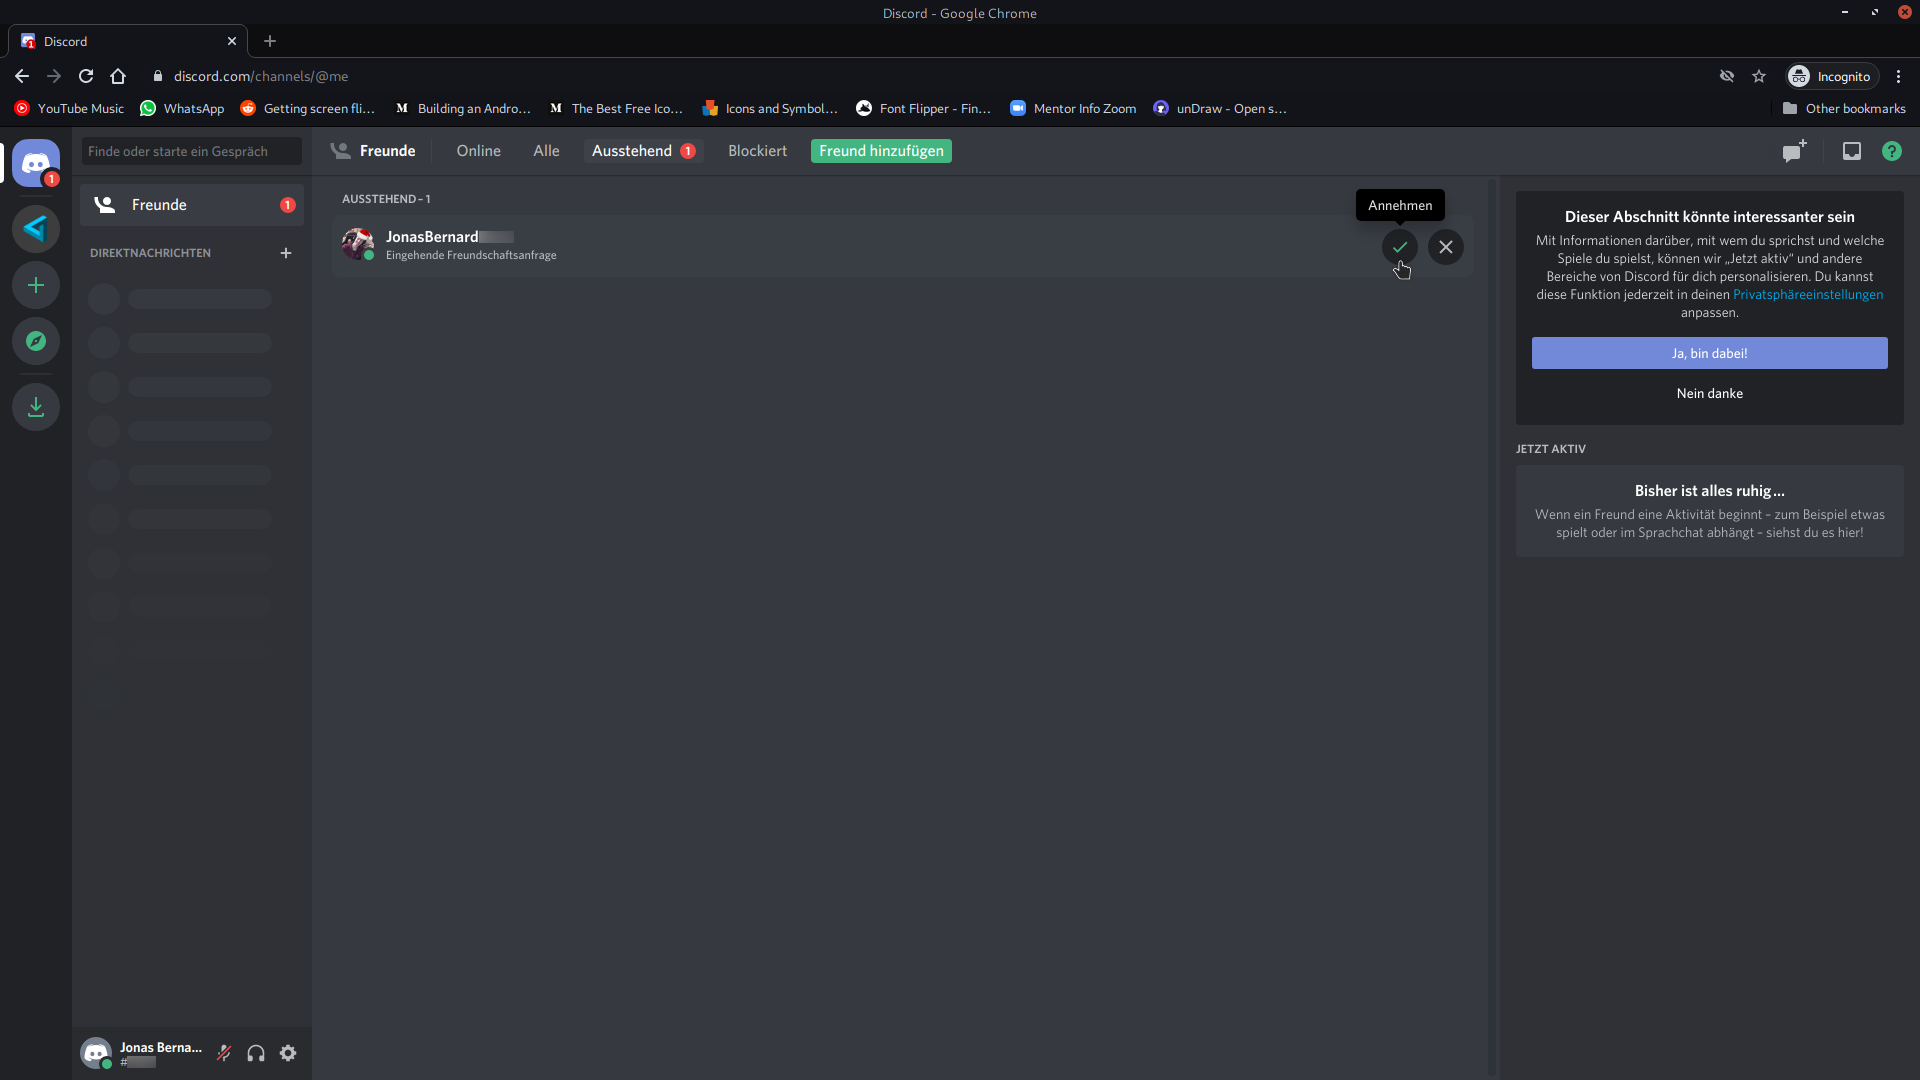 Discord - Google Chrome
Discord
discord.com/channels/@me
Incognito
YouTube Music
WhatsApp
Getting screen fli...
M Building an Andro...
M The Best Free Ico...
Icons and Symbol...
Font Flipper - Fin...
Mentor Info Zoom
unDraw - Open s...
Other bookmarks
1
Finde oder starte ein Gespräch
Freunde
Online
Alle
Ausstehend 1
Blockiert
Freund hinzufügen
?
Freunde 1
DIREKTNACHRICHTEN
AUSSTEHEND – 1
Annehmen
JonasBernard
Eingehende Freundschaftsanfrage
Dieser Abschnitt könnte interessanter sein
Mit Informationen darüber, mit wem du sprichst und welche
Spiele du spielst, können wir „Jetzt aktiv“ und andere
Bereiche von Discord für dich personalisieren. Du kannst
diese Funktion jederzeit in deinen Privatsphäreeinstellungen
anpassen.
Ja, bin dabei!
Nein danke
JETZT AKTIV
Bisher ist alles ruhig ...
Wenn ein Freund eine Aktivität beginnt – zum Beispiel etwas
spielt oder im Sprachchat abhängt – siehst du es hier!
Jonas Berna...
#